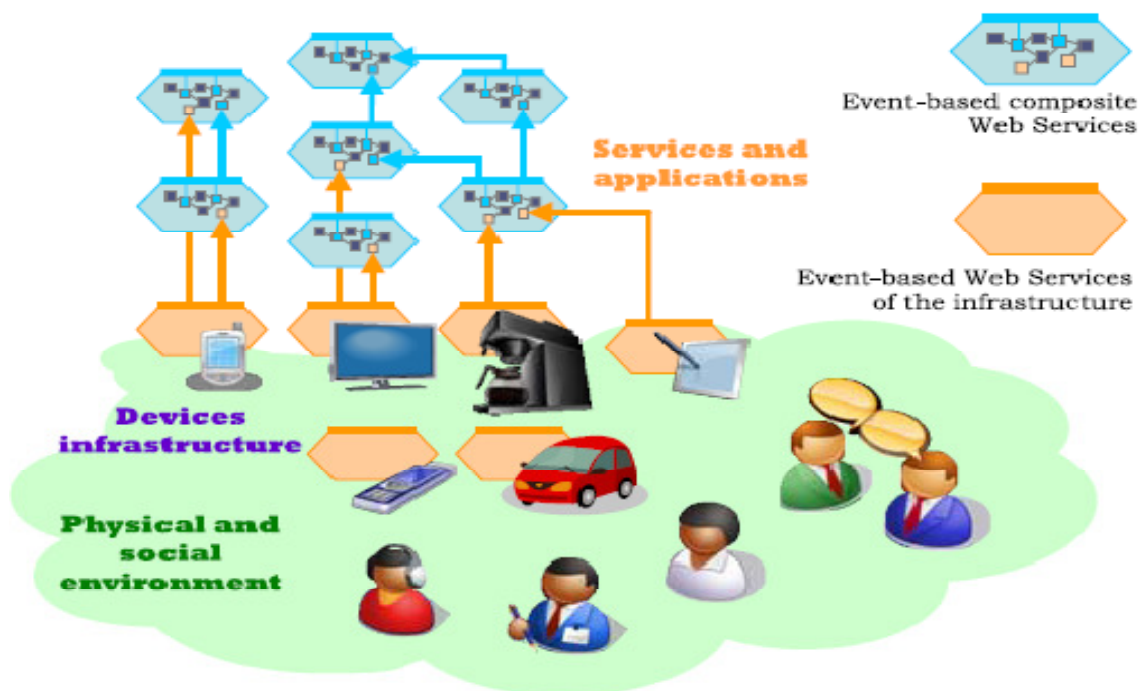 Event-based composite
Web Services
Services and
applications
Event-based Web Services
of the infrastructure
Devices
infrastructure
Physical and
social
environment